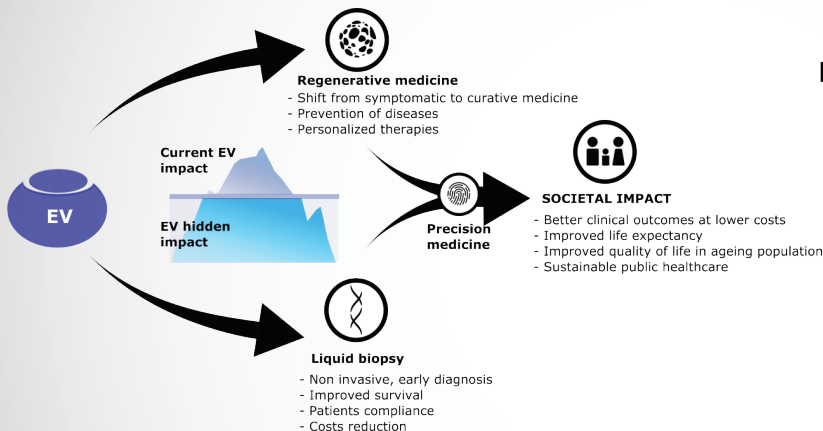 Regenerative medicine
- Shift from symptomatic to curative medicine
- Prevention of diseases
- Personalized therapies
Current EV
impact
EV
EV hidden
impact
Precision
medicine
SOCIETAL IMPACT
- Better clinical outcomes at lower costs
- Improved life expectancy
- Improved quality of life in ageing population
- Sustainable public healthcare
Liquid biopsy
- Non invasive, early diagnosis
- Improved survival
- Patients compliance
- Costs reduction